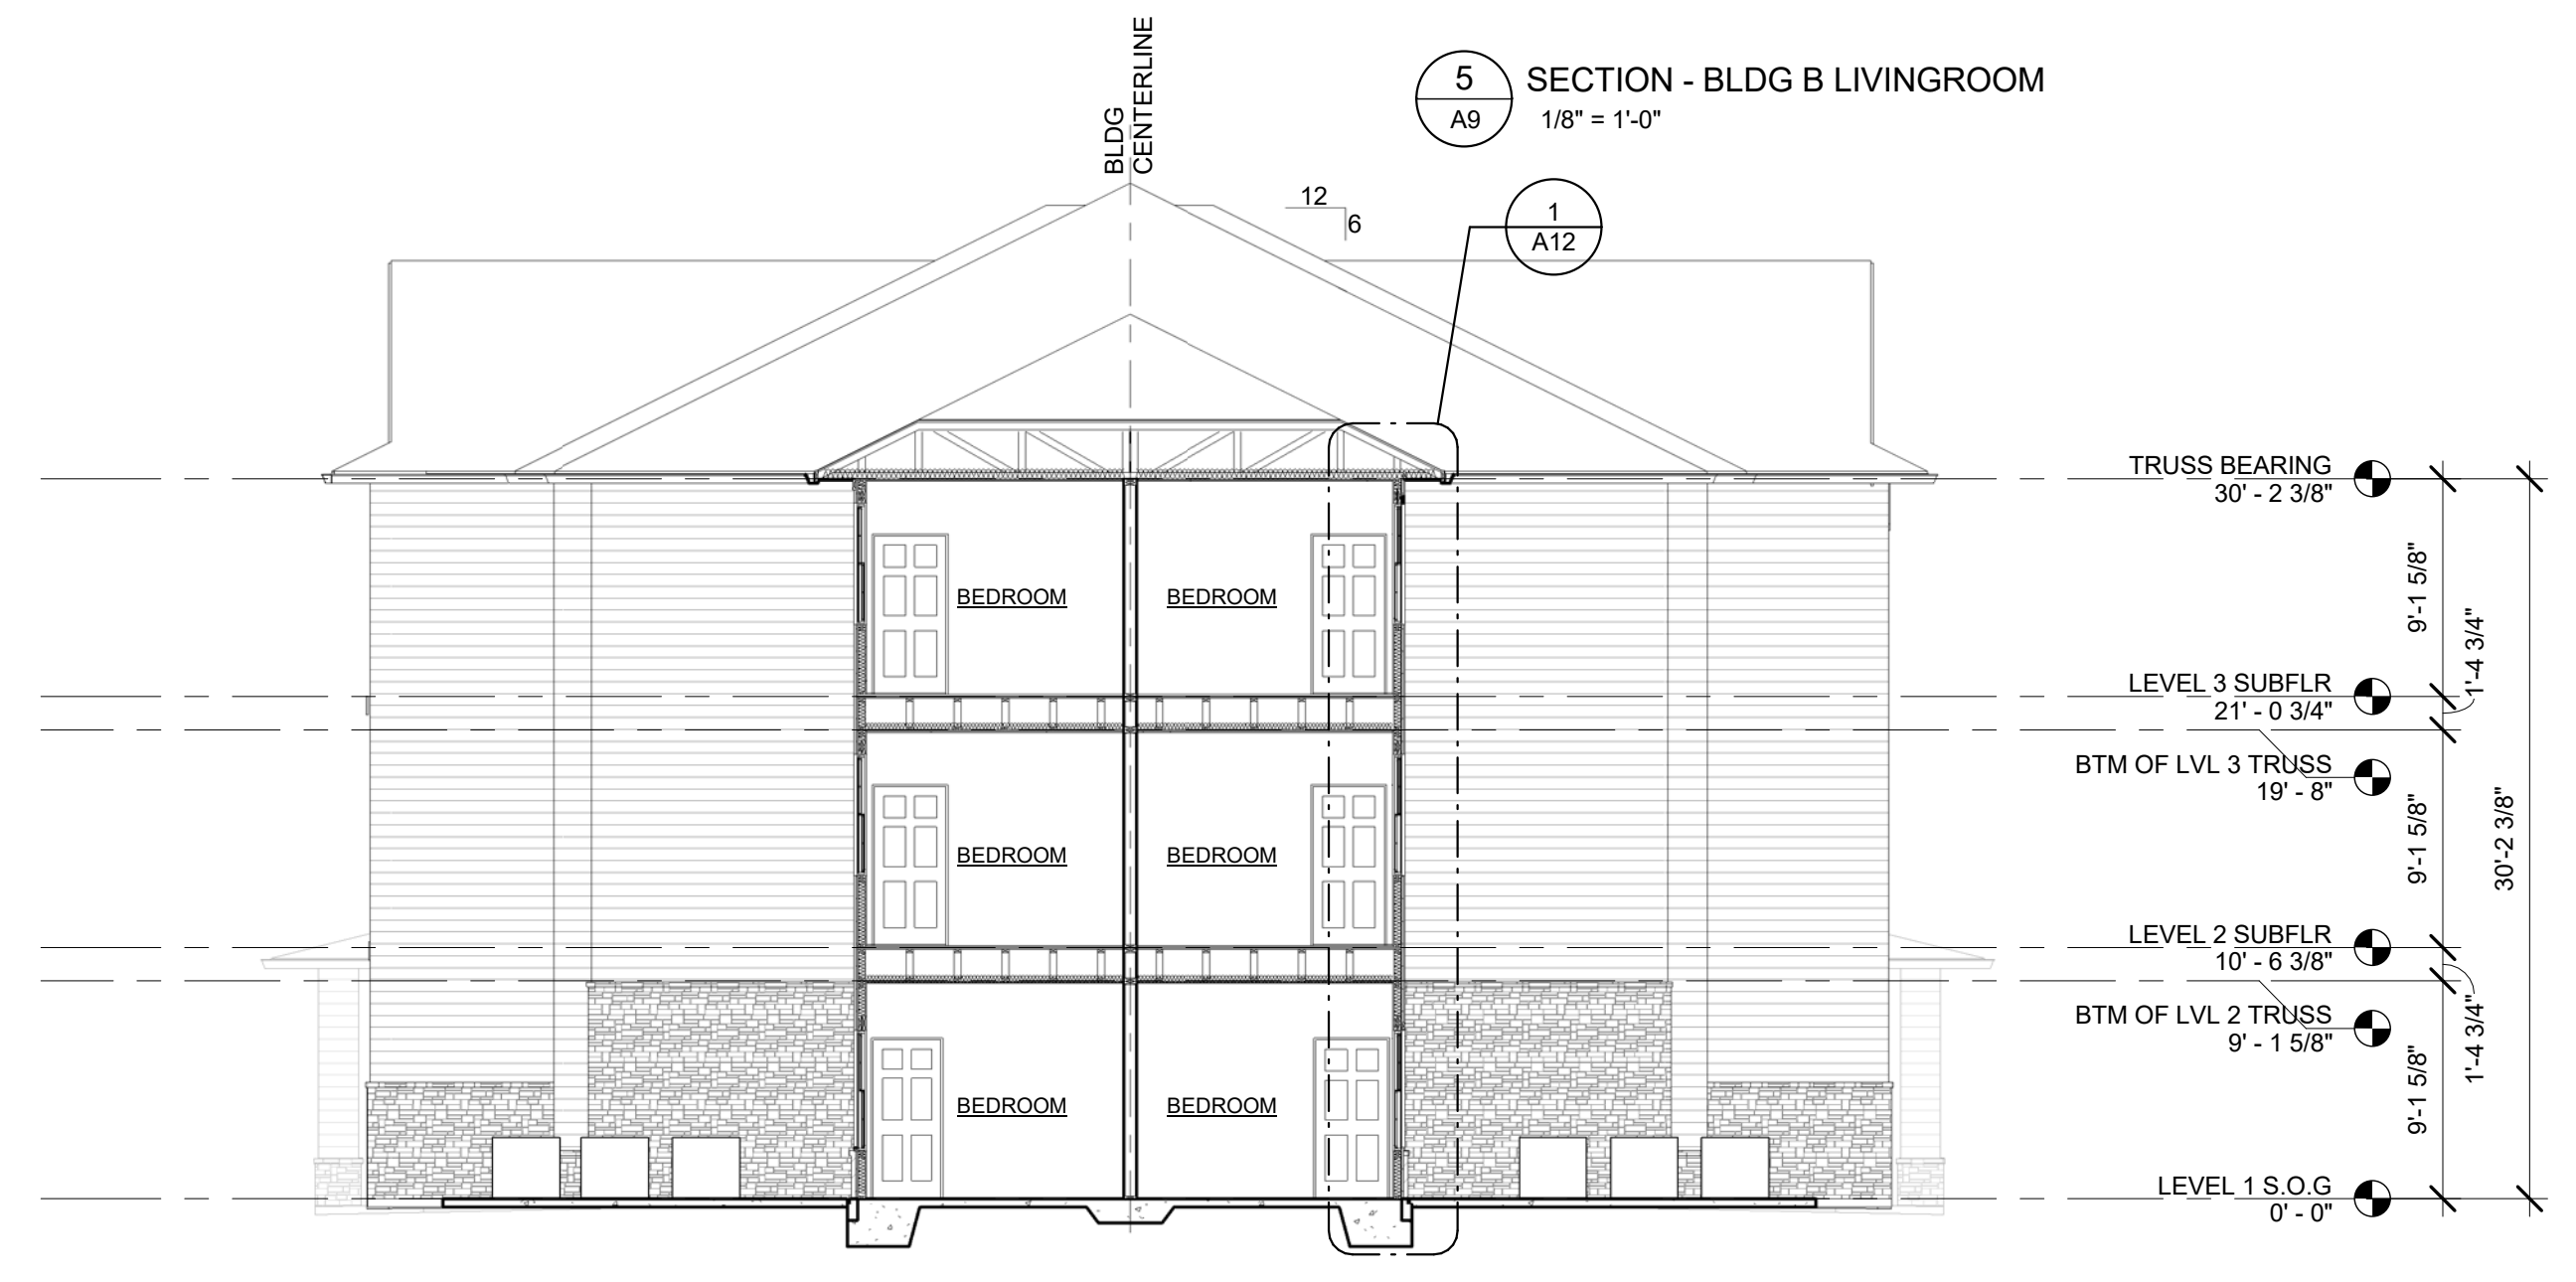 BLDG
CENTERLINE
5
A9
SECTION - BLDG B LIVINGROOM
1/8" = 1'-0"
12
6
1
A12
TRUSS BEARING
30' - 2 3/8"
9'-1 5/8"
BEDROOM
BEDROOM
1'-4 3/4"
LEVEL 3 SUBFLR
21' - 0 3/4"
BTM OF LVL 3 TRUSS
19' - 8"
9'-1 5/8"
30'-2 3/8"
BEDROOM
BEDROOM
LEVEL 2 SUBFLR
10' - 6 3/8"
BTM OF LVL 2 TRUSS
9' - 1 5/8"
1'-4 3/4"
9'-1 5/8"
BEDROOM
BEDROOM
LEVEL 1 S.O.G
0' - 0"